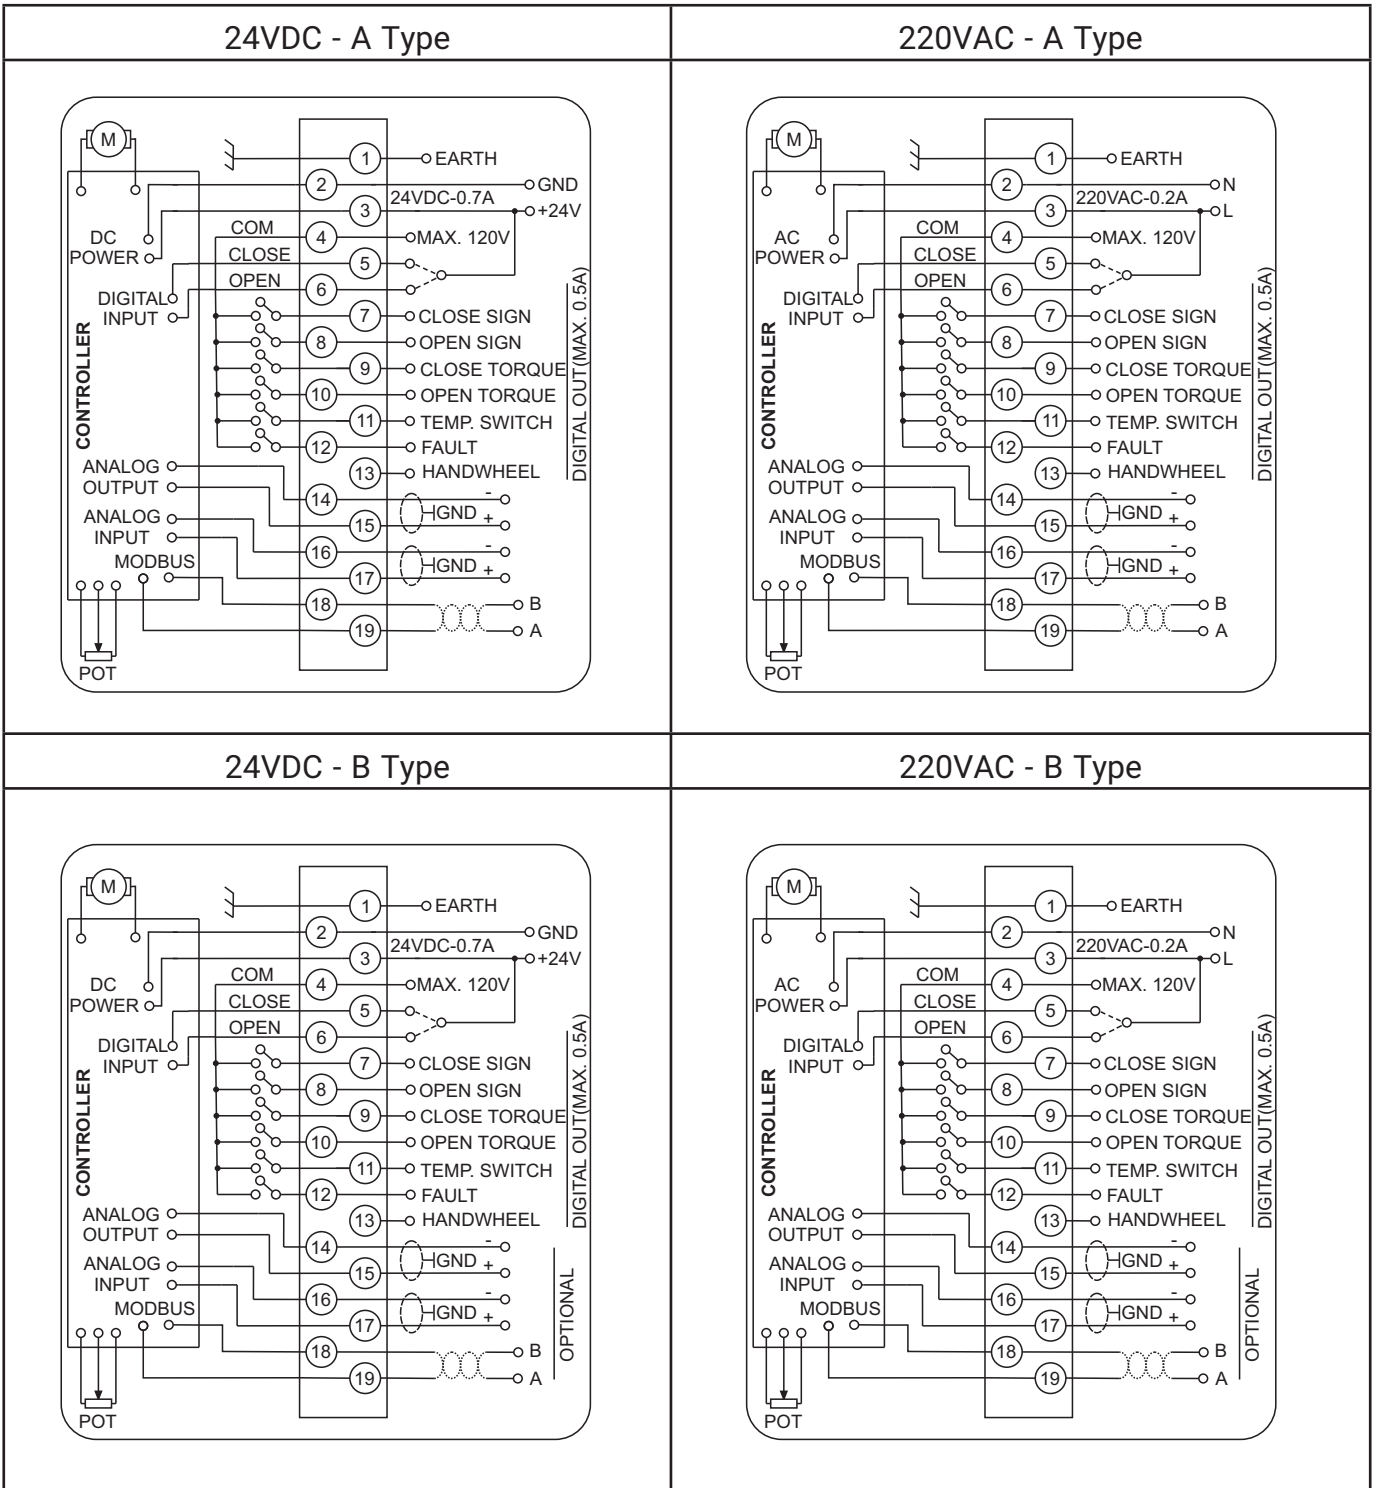 24VDC - A Type
M
1
EARTH
2
GND
24VDC-0.7A
3
+24V
COM
4
MAX. 120V
DC
POWER
CLOSE
5
OPEN
6
DIGITAL
INPUT
7
CLOSE SIGN
8
OPEN SIGN
9
CLOSE TORQUE
10
OPEN TORQUE
11
TEMP. SWITCH
12
FAULT
13
HANDWHEEL
CONTROLLER
DIGITAL OUT(MAX. 0.5A)
ANALOG
OUTPUT
14
-
GND
15
+
ANALOG
INPUT
16
-
GND
17
+
MODBUS
18
B
19
A
POT
220VAC - A Type
M
1
EARTH
2
N
220VAC-0.2A
3
L
COM
4
MAX. 120V
AC
POWER
CLOSE
5
OPEN
6
DIGITAL
INPUT
7
CLOSE SIGN
8
OPEN SIGN
9
CLOSE TORQUE
10
OPEN TORQUE
11
TEMP. SWITCH
12
FAULT
13
HANDWHEEL
CONTROLLER
DIGITAL OUT(MAX. 0.5A)
ANALOG
OUTPUT
14
-
GND
15
+
ANALOG
INPUT
16
-
GND
17
+
MODBUS
18
B
19
A
POT
24VDC - B Type
M
1
EARTH
2
GND
24VDC-0.7A
3
+24V
COM
4
MAX. 120V
DC
POWER
CLOSE
5
OPEN
6
DIGITAL
INPUT
7
CLOSE SIGN
8
OPEN SIGN
9
CLOSE TORQUE
10
OPEN TORQUE
11
TEMP. SWITCH
12
FAULT
13
HANDWHEEL
CONTROLLER
DIGITAL OUT(MAX. 0.5A)
ANALOG
OUTPUT
14
-
GND
15
+
ANALOG
INPUT
16
-
GND
17
+
MODBUS
18
B
19
A
OPTIONAL
POT
220VAC - B Type
M
1
EARTH
2
N
220VAC-0.2A
3
L
COM
4
MAX. 120V
AC
POWER
CLOSE
5
OPEN
6
DIGITAL
INPUT
7
CLOSE SIGN
8
OPEN SIGN
9
CLOSE TORQUE
10
OPEN TORQUE
11
TEMP. SWITCH
12
FAULT
13
HANDWHEEL
CONTROLLER
DIGITAL OUT(MAX. 0.5A)
ANALOG
OUTPUT
14
-
GND
15
+
ANALOG
INPUT
16
-
GND
17
+
MODBUS
18
B
19
A
OPTIONAL
POT